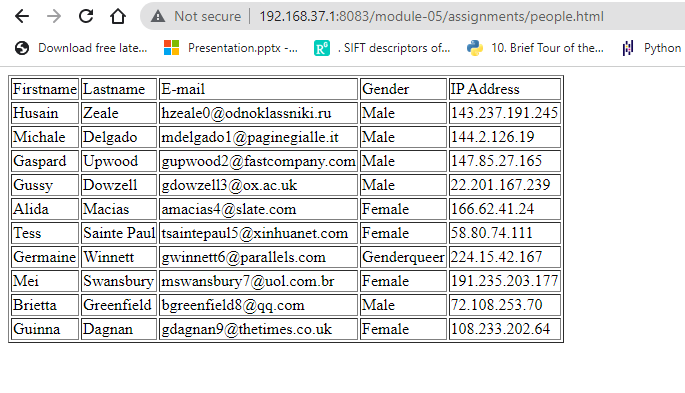 Not secure | 192.168.37.1:8083/module-05/assignments/people.html
Download free late... Presentation.pptx -... RG . SIFT descriptors of... 10. Brief Tour of the... Python
Firstname Lastname E-mail Gender IP Address
Husain Zeale hzeale0@odnoklassniki.ru Male 143.237.191.245
Michale Delgado mdelgado1@paginegialle.it Male 144.2.126.19
Gaspard Upwood gupwood2@fastcompany.com Male 147.85.27.165
Gussy Dowzell gdowzell3@ox.ac.uk Male 22.201.167.239
Alida Macias amacias4@slate.com Female 166.62.41.24
Tess Sainte Paul tsaintepaul5@xinhuanet.com Female 58.80.74.111
Germaine Winnett gwinnett6@parallels.com Genderqueer 224.15.42.167
Mei Swansbury mswansbury7@uol.com.br Female 191.235.203.177
Brietta Greenfield bgreenfield8@qq.com Male 72.108.253.70
Guinna Dagnan gdagnan9@thetimes.co.uk Female 108.233.202.64